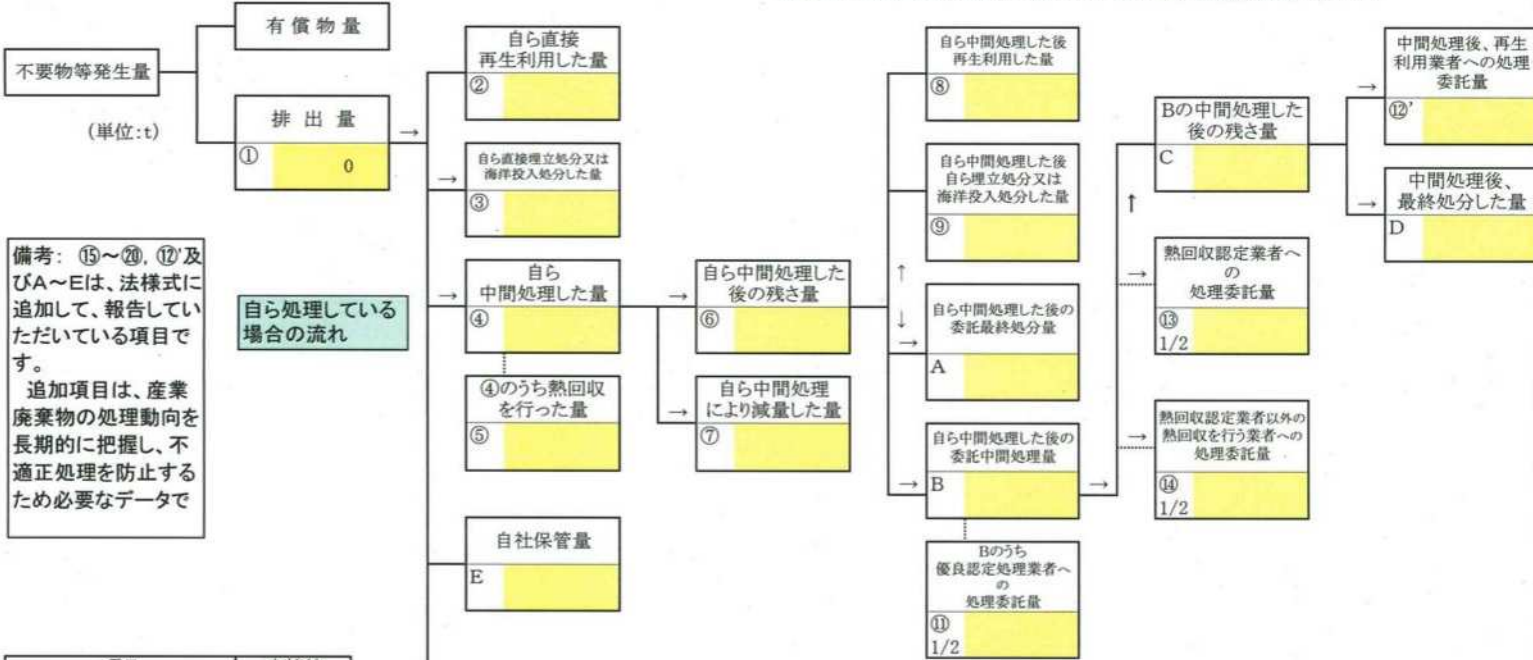 不要物等発生量
(単位:t)
有償物量
排出量
①
0
→
備考: ⑮~⑳, ⑫'及
びA~Eは、法様式に
追加して、報告してい
ただいている項目で
す。
追加項目は、産業
廃棄物の処理動向を
長期的に把握し、不
適正処理を防止する
ため必要なデータで
自ら処理している
場合の流れ
自ら直接
再生利用した量
②
→
自ら直接埋立処分又は
海洋投入処分した量
③
→
自ら
中間処理した量
④
④のうち熱回収
を行った量
⑤
自社保管量
E
→
自ら中間処理した
後の残さ量
⑥
→
自ら中間処理
により減量した量
⑦
自ら中間処理した後
再生利用した量
⑧
自ら中間処理した後
自ら埋立処分又は
海洋投入処分した量
⑨
↑
↓
→
自ら中間処理した後の
委託最終処分量
A
→
自ら中間処理した後の
委託中間処理量
B
→
Bのうち
優良認定処理業者へ
の
処理委託量
⑪
1/2
Bの中間処理した
後の残さ量
C
↑
→
熱回収認定業者へ
の
処理委託量
⑬
1/2
→
熱回収認定業者以外の
熱回収を行う業者への
処理委託量
⑭
1/2
→
中間処理後、再生
利用業者への処理
委託量
⑫'
→
中間処理後、
最終処分した量
D